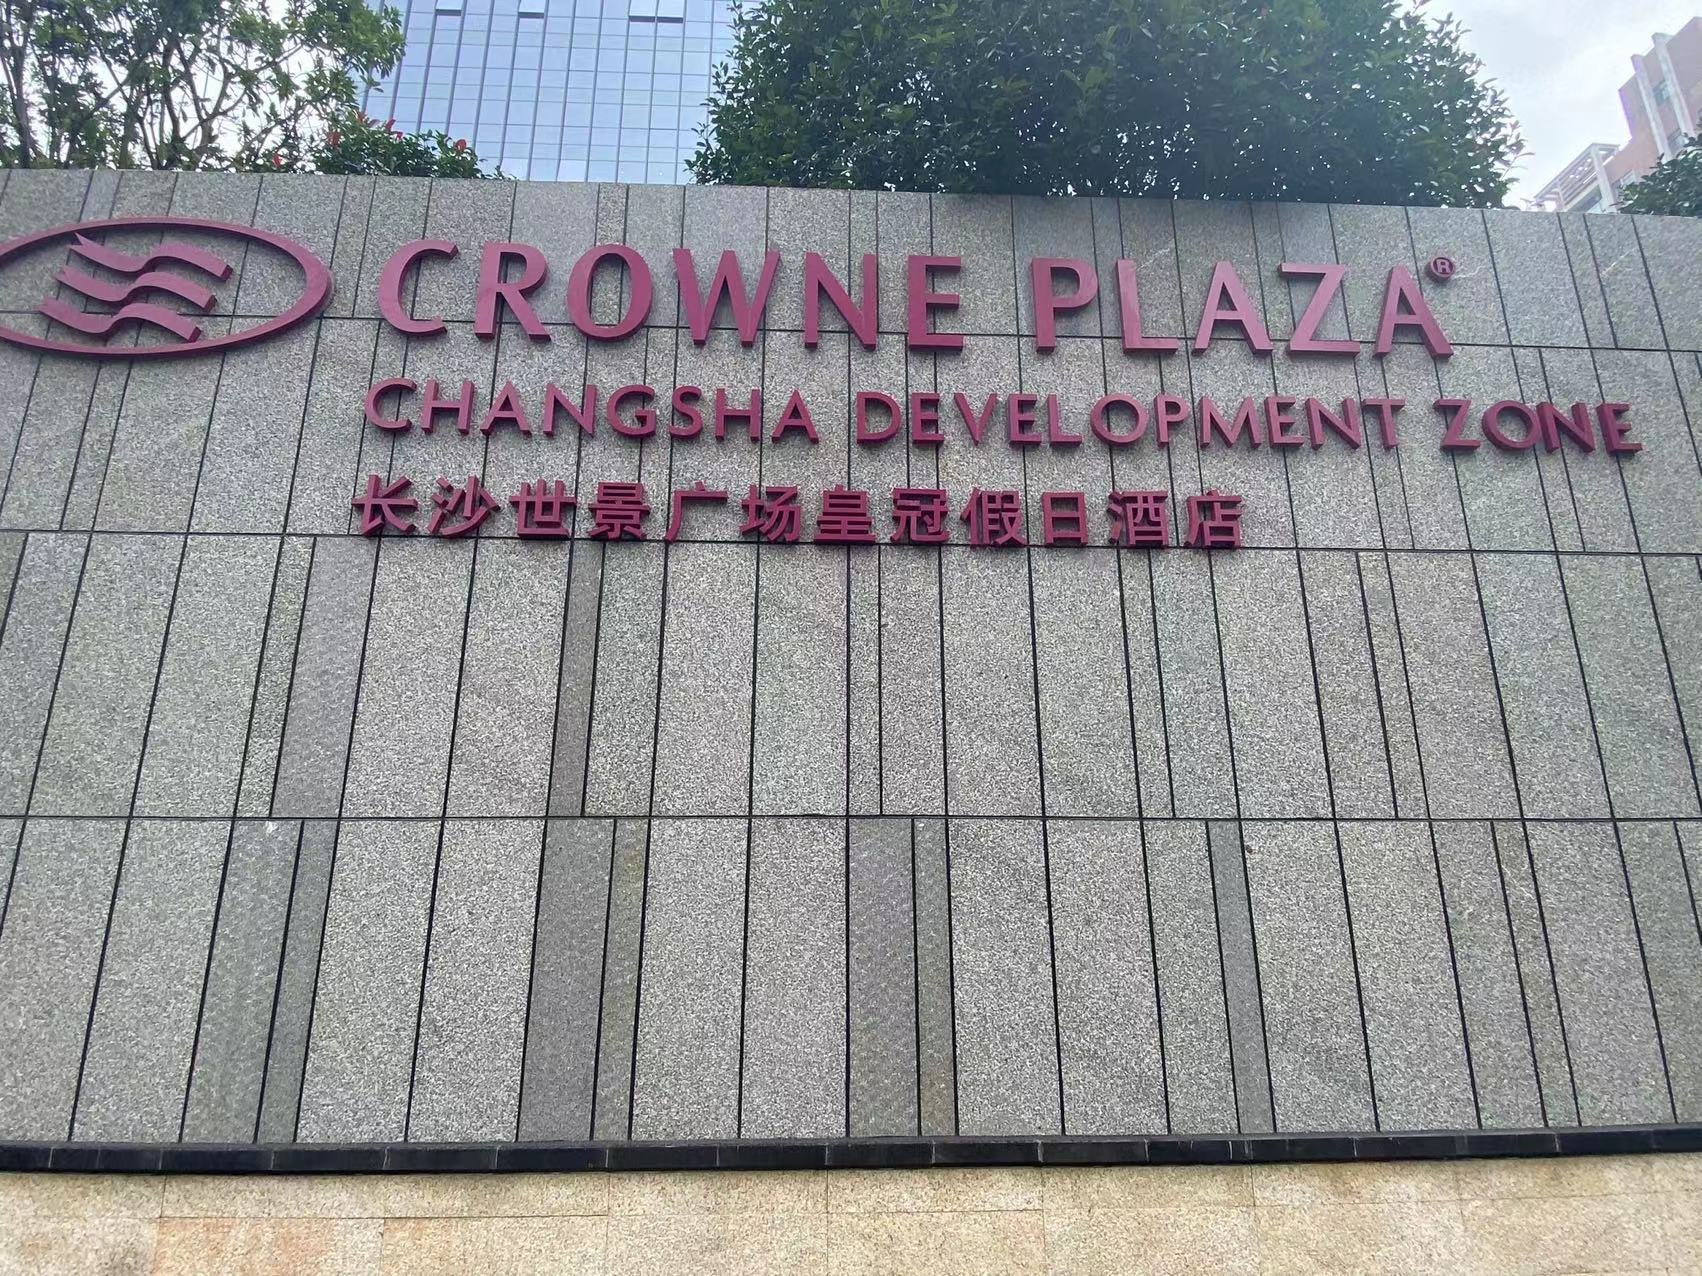 CROWNE PLAZA®
CHANGSHA DEVELOPMENT ZONE
长沙世景广场皇冠假日酒店